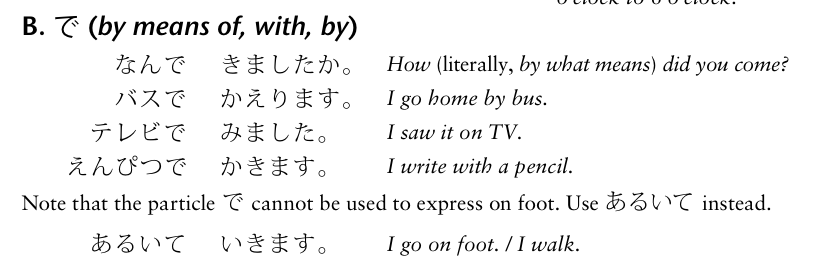 o'clock to 6 o'clock.
B. で (by means of, with, by)
なんで きましたか。 How (literally, by what means) did you come?
バスで かえります。 I go home by bus.
テレビで みました。 I saw it on TV.
えんぴつで かきます。 I write with a pencil.
Note that the particle で cannot be used to express on foot. Use あるいて instead.
あるいて いきます。 I go on foot. / I walk.